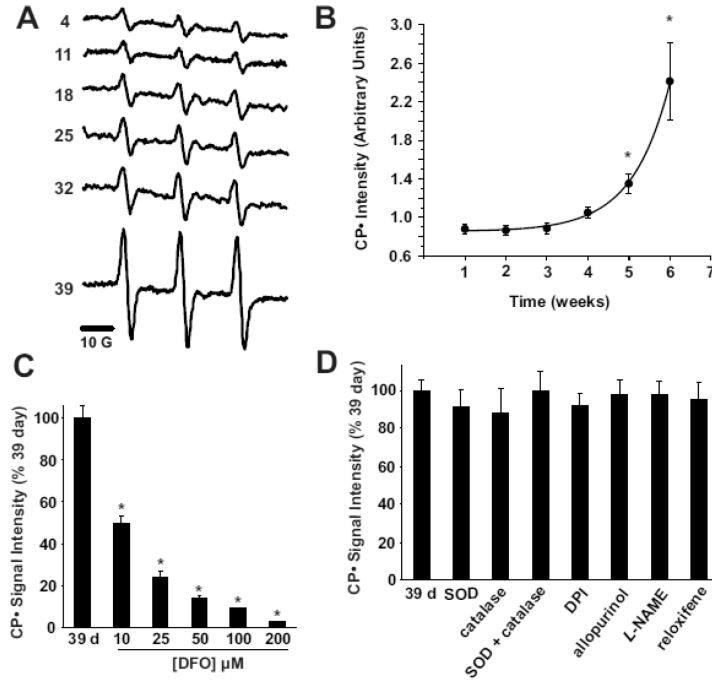 A
4
11
18
25
32
39
10 G
B
CP• Intensity (Arbitrary Units)
3.0
2.6
2.2
1.8
1.4
1.0
0.6
*
*
1 2 3 4 5 6 7
Time (weeks)
C
CP• Signal Intensity (% 39 day)
100
80
60
40
20
0
*
*
*
*
*
39 d 10 25 50 100 200
[DFO] µM
D
CP• Signal Intensity (% 39 day)
100
80
60
40
20
0
39 d
SOD
catalase
SOD + catalase
DPI
allopurinol
L-NAME
reloxifene